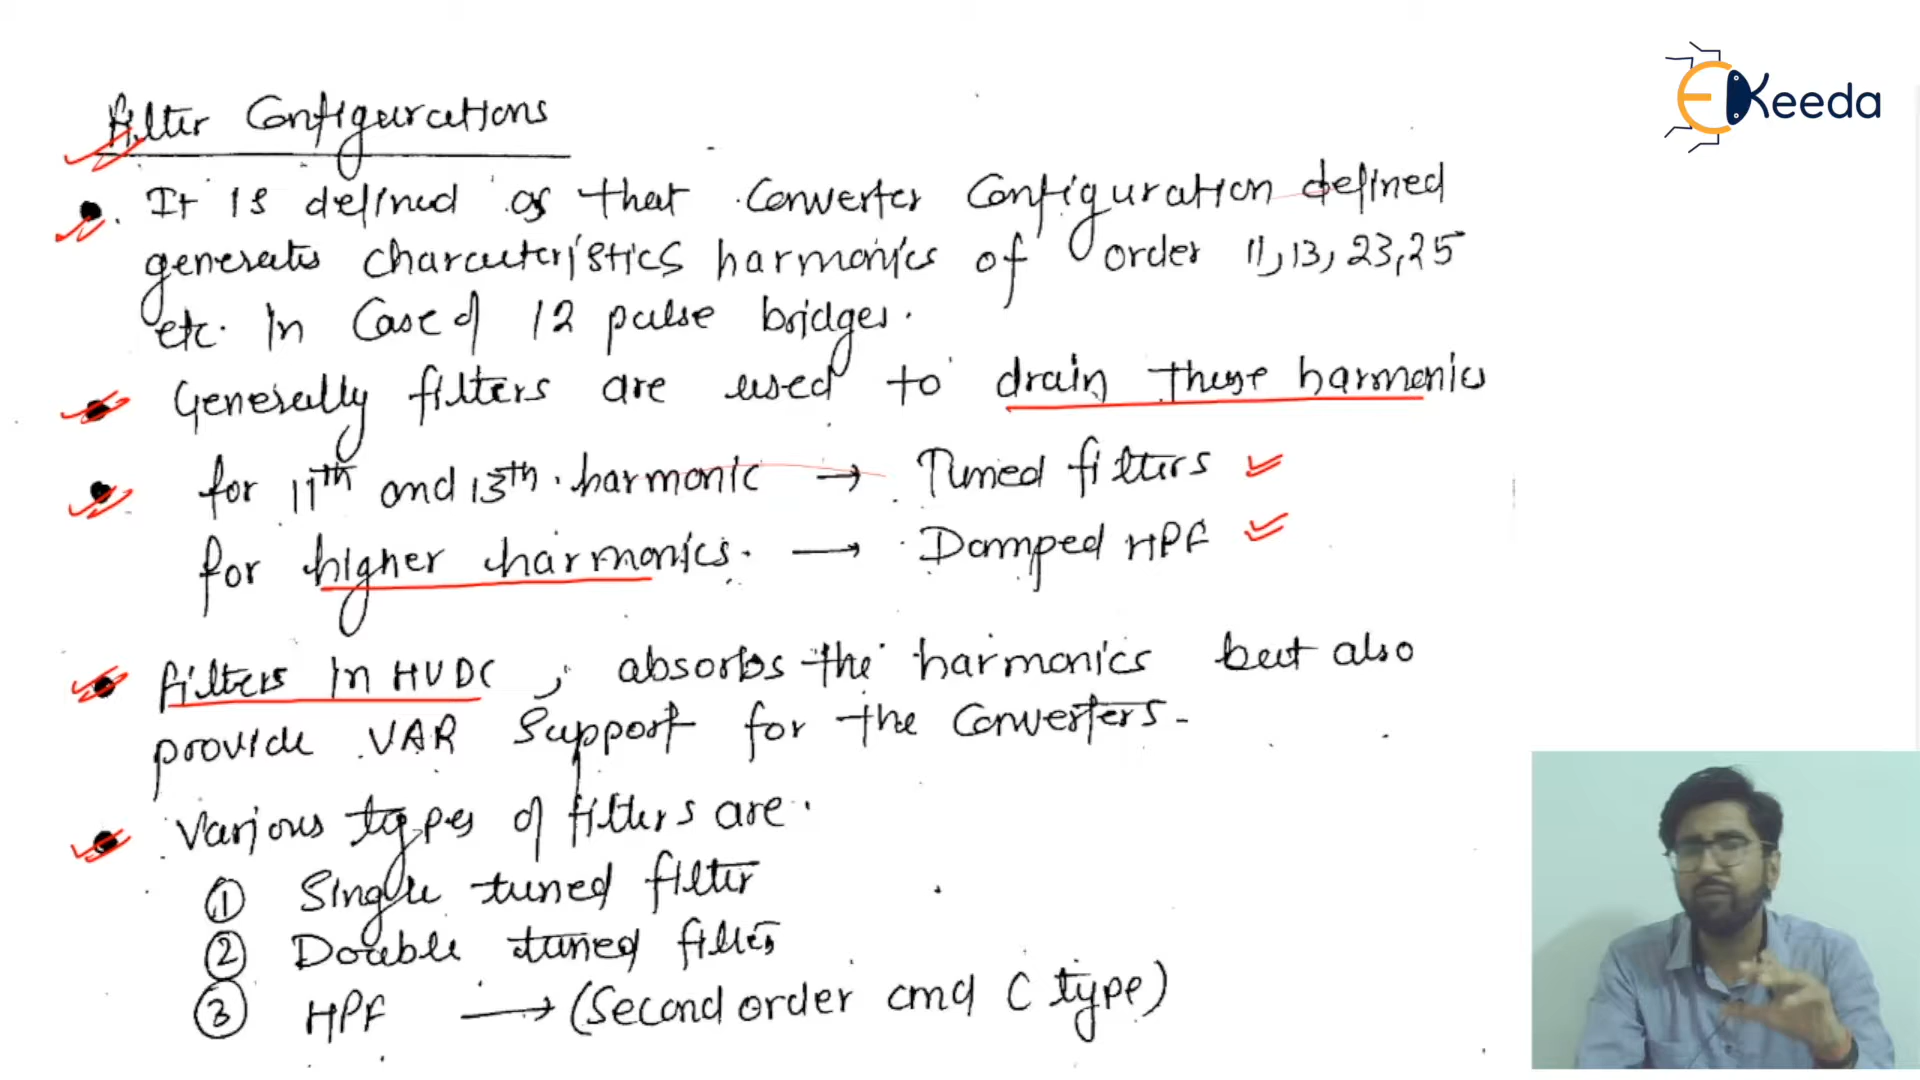 EKeeda
Filter Configurations
It is defined as that Converter Configuration defined
generates characteristics harmonics of order 11, 13, 23, 25
etc. In Case of 12 pulse bridges.
Generally filters are used to drain these harmonics
for 11th and 13th harmonic → Tuned filters
for higher harmonics. → Damped HPF
filters In HVDC, absorbs the harmonics but also
provide VAR Support for the Converters.
Various types of filters are.
1 Single tuned filter
2 Double tuned filter
3 HPF → (Second order and C type)